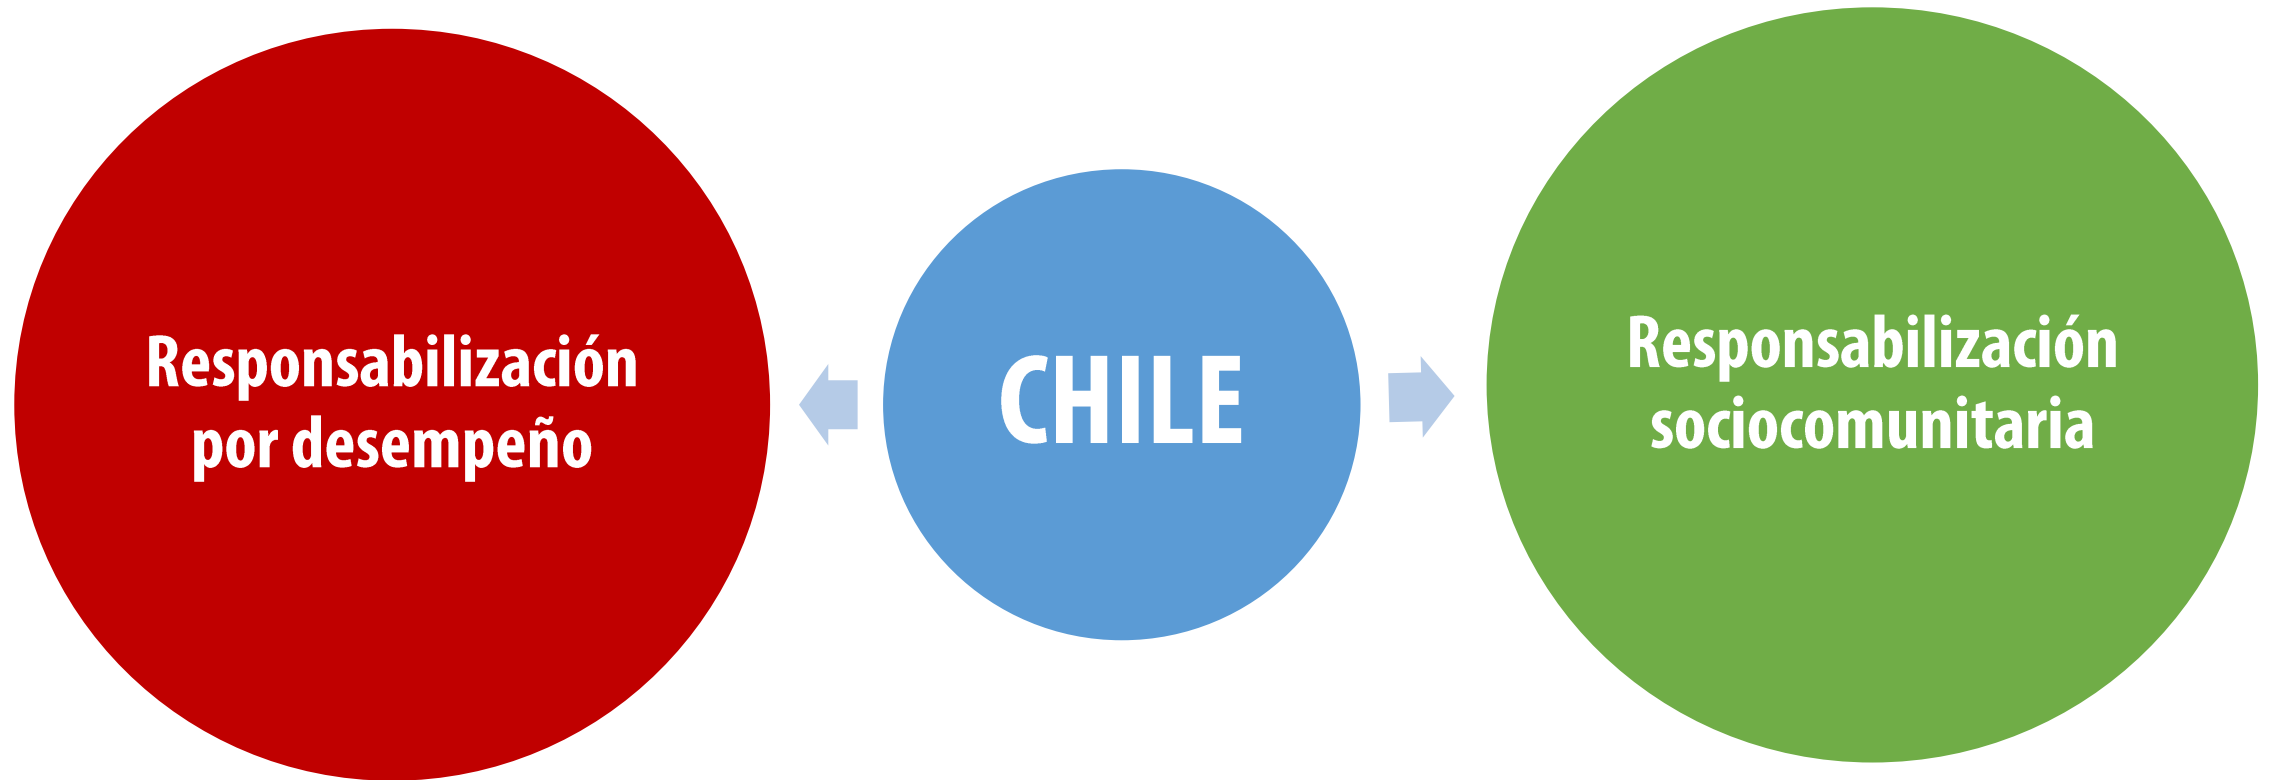 Responsabilización
por desempeño
CHILE
Responsabilización
sociocomunitaria